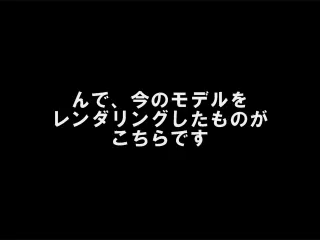 んで、今のモデルを
レンダリングしたものが
こちらです